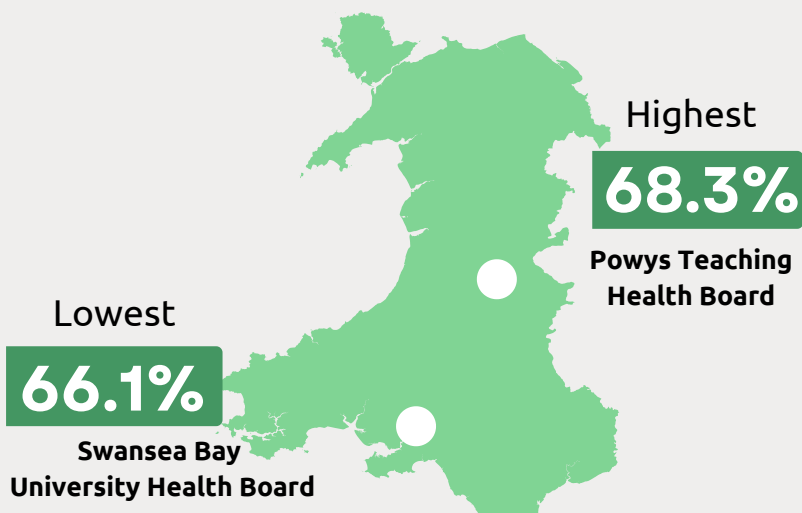 Highest
68.3%
Powys Teaching
Health Board
Lowest
66.1%
Swansea Bay
University Health Board